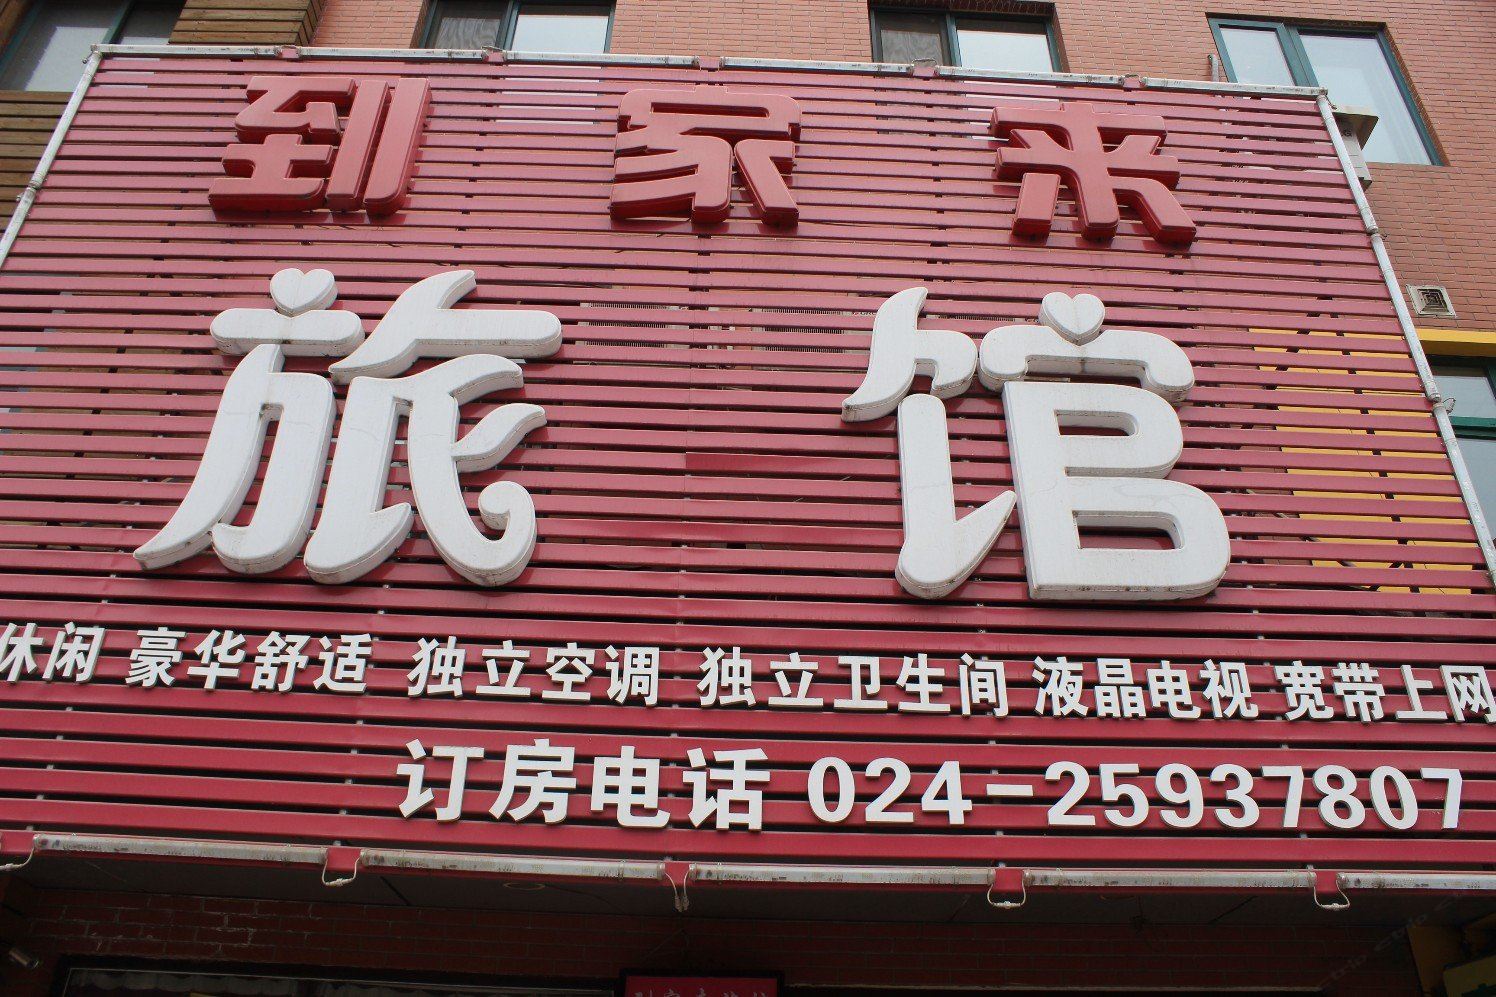 到家来
旅馆
休闲 豪华舒适 独立空调 独立卫生间 液晶电视 宽带上网
订房电话 024-25937807